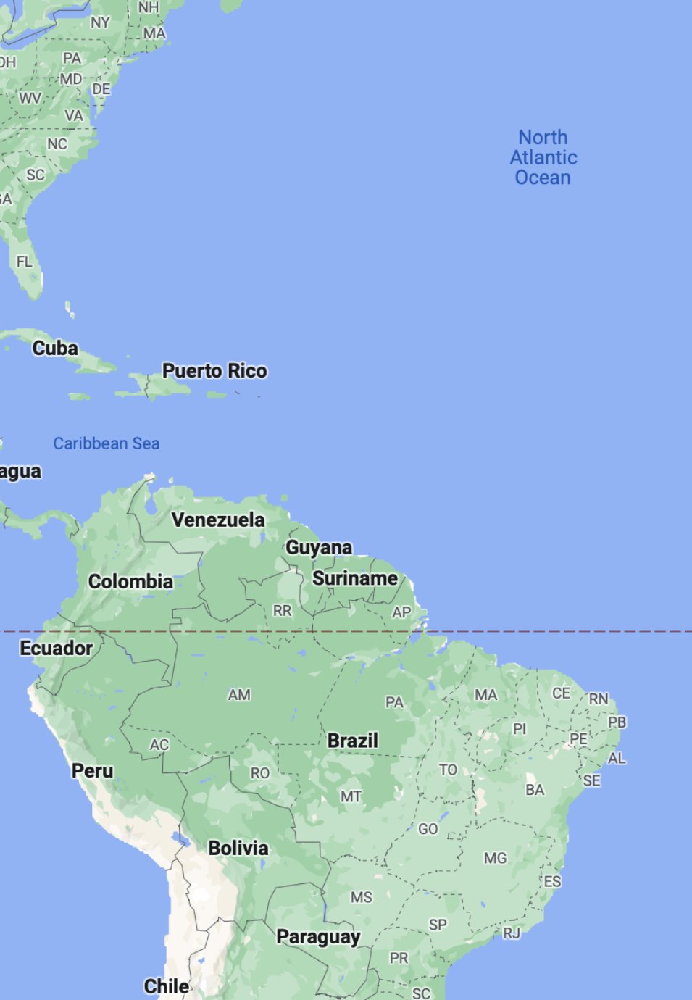 NH
NY
MA
PA
OH
MD
DE
WV
VA
NC
SC
GA
FL
North
Atlantic
Ocean
Cuba
Puerto Rico
Caribbean Sea
agua
Venezuela
Guyana
Suriname
Colombia
RR
AP
Ecuador
AM
PA
MA
CE
RN
PB
PI
PE
AC
Brazil
AL
Peru
RO
TO
SE
BA
MT
GO
Bolivia
MG
ES
MS
SP
RJ
Paraguay
PR
Chile
SC